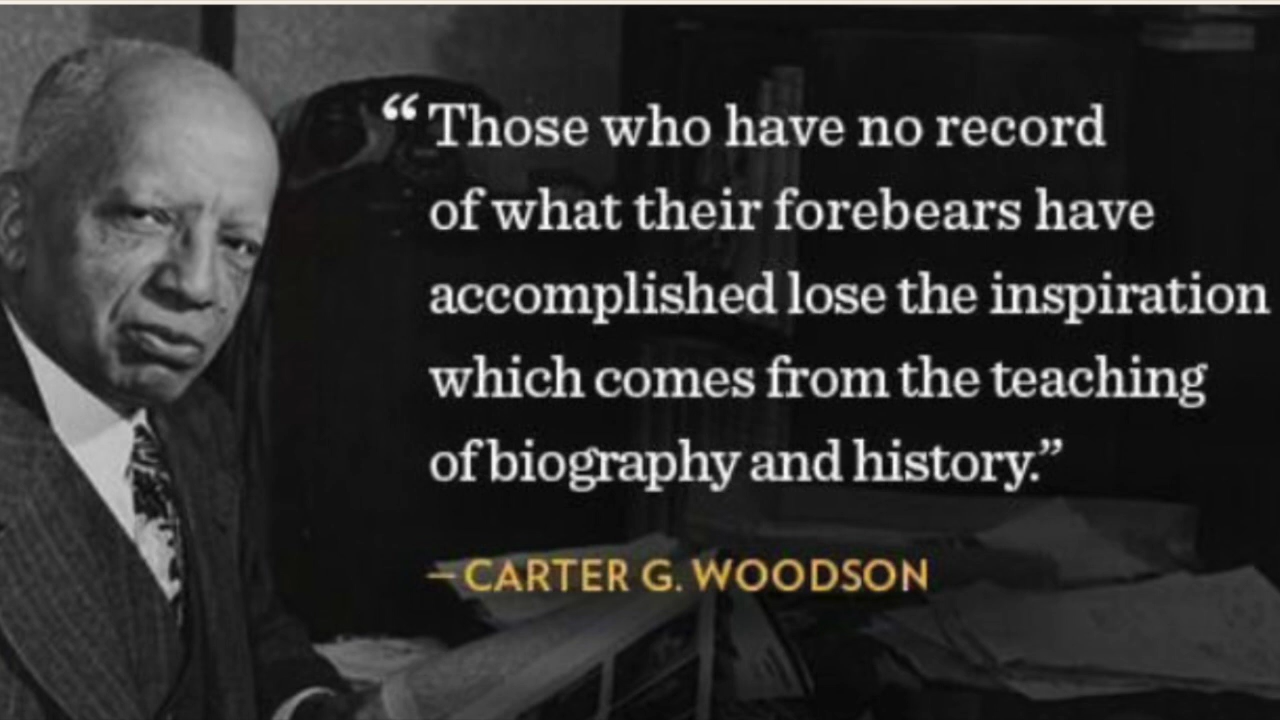 “Those who have no record
of what their forebears have
accomplished lose the inspiration
which comes from the teaching
of biography and history.”
– CARTER G. WOODSON